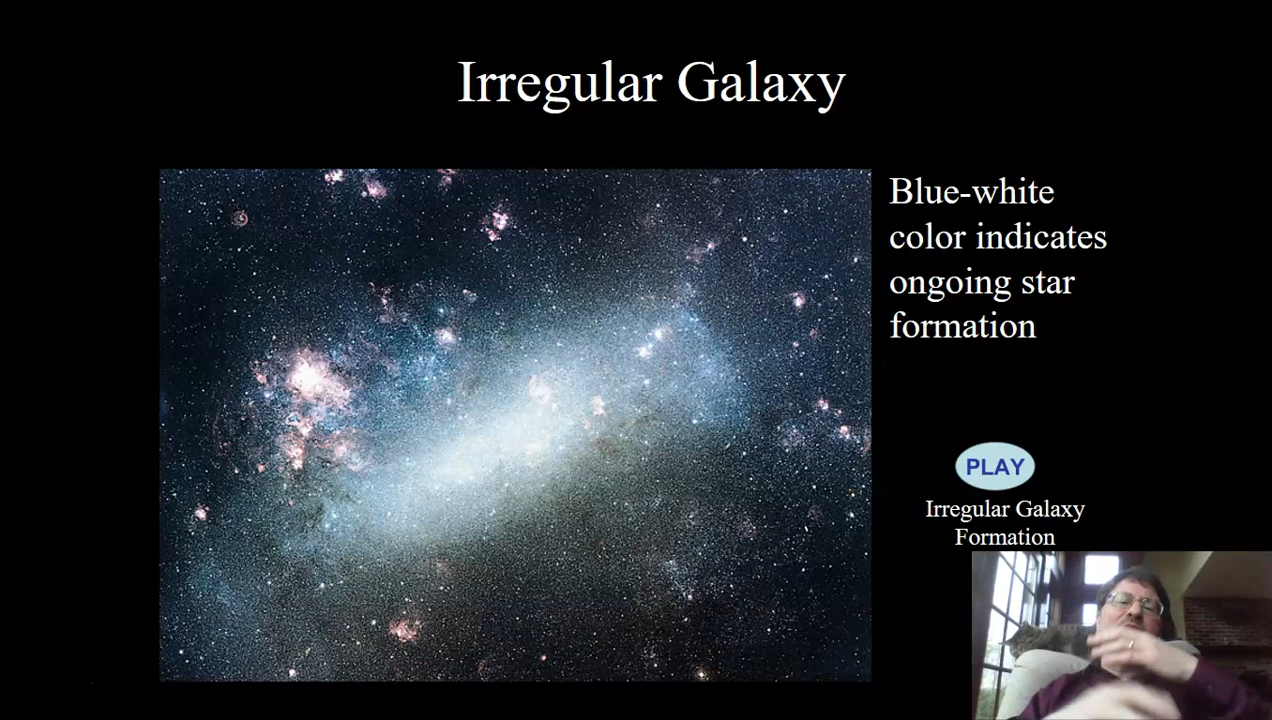 Irregular Galaxy
Blue-white
color indicates
ongoing star
formation
PLAY
Irregular Galaxy
Formation